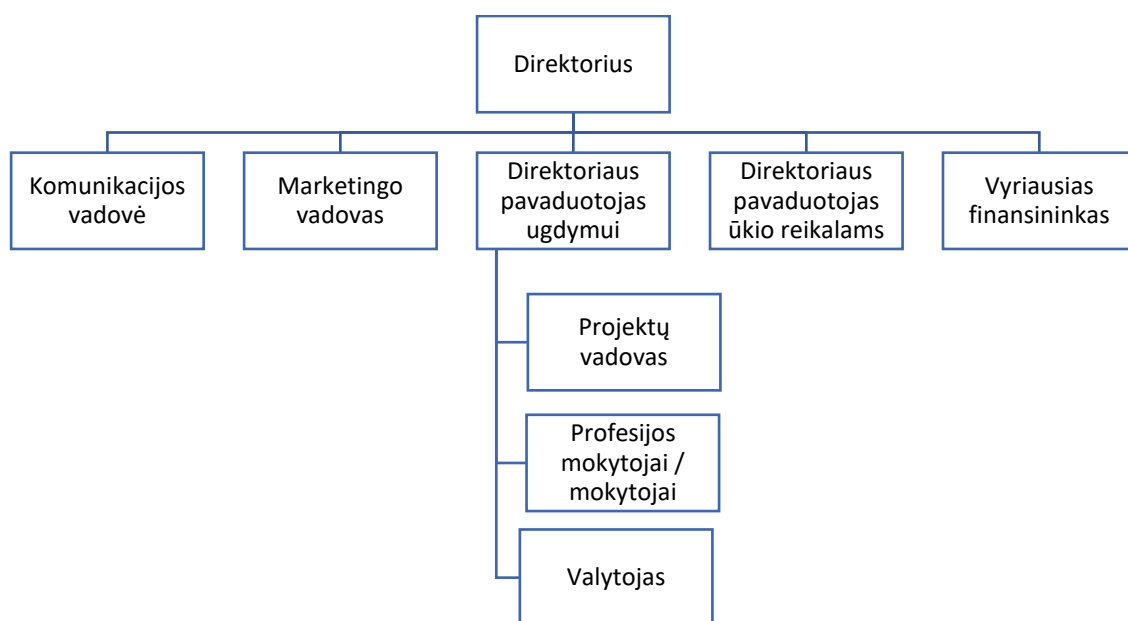 Direktorius
Komunikacijos
vadovė
Marketingo
vadovas
Direktoriaus
pavaduotojas
ugdymui
Direktoriaus
pavaduotojas
ūkio reikalams
Vyriausias
finansininkas
Projektų
vadovas
Profesijos
mokytojai /
mokytojai
Valytojas